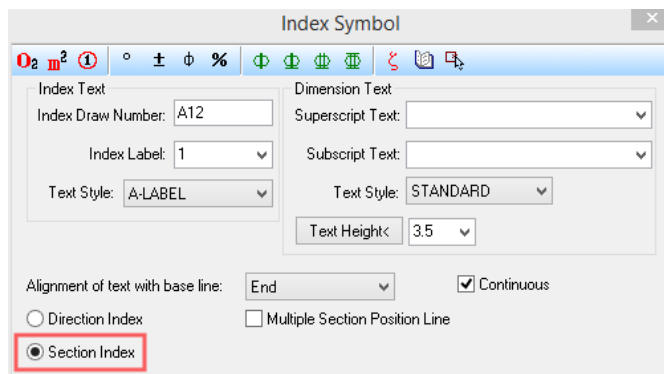 Index Symbol
O₂ m² ① ° ± ϕ % ζ
Index Text Dimension Text
Index Draw Number: A12 Superscript Text:
Index Label: 1 Subscript Text:
Text Style: A-LABEL Text Style: STANDARD
Text Height< 3.5
Alignment of text with base line: End Continuous
Direction Index Multiple Section Position Line
Section Index